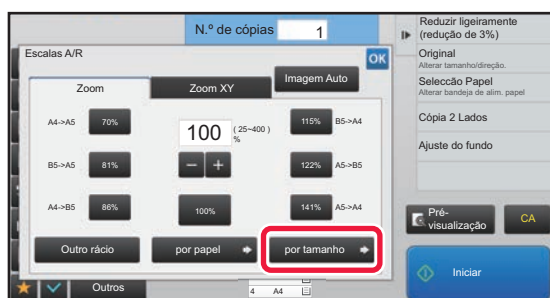 N.º de cópias 1
Escalas A/R
OK
Zoom
Zoom XY
Imagem Auto
A4->A5 70%
100 (25~400) %
115% B5->A4
B5->A5 81%
- +
122% A5->B5
A4->B5 86%
100%
141% A5->A4
Outro rácio
por papel
por tamanho
Outros
4 A4
Reduzir ligeiramente
(redução de 3%)
Original
Alterar tamanho/direção.
Selecção Papel
Alterar bandeja de alim. papel
Cópia 2 Lados
Ajuste do fundo
Pré-
visualização
CA
Iniciar